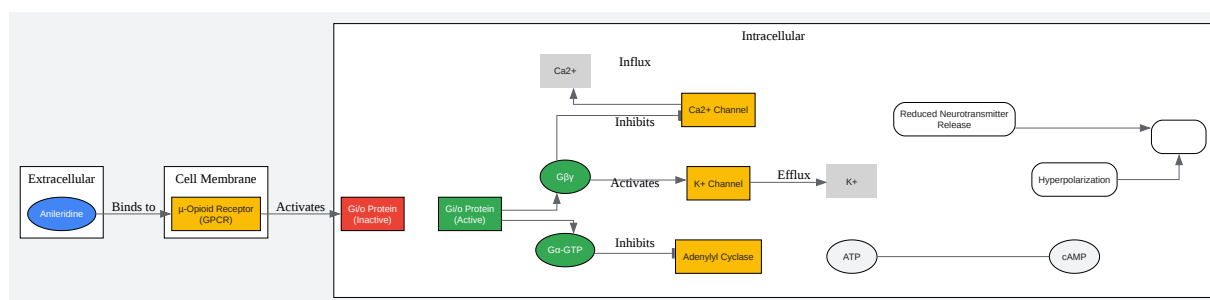 Intracellular
Influx
Ca2+
Ca2+ Channel
Inhibits
Reduced Neurotransmitter
Release
Extracellular
Anileridine
Binds to
Cell Membrane
µ-Opioid Receptor
(GPCR)
Activates
Gi/o Protein
(Inactive)
Gi/o Protein
(Active)
Gβγ
Activates
K+ Channel
Efflux
K+
Hyperpolarization
Gα-GTP
Inhibits
Adenylyl Cyclase
ATP
cAMP